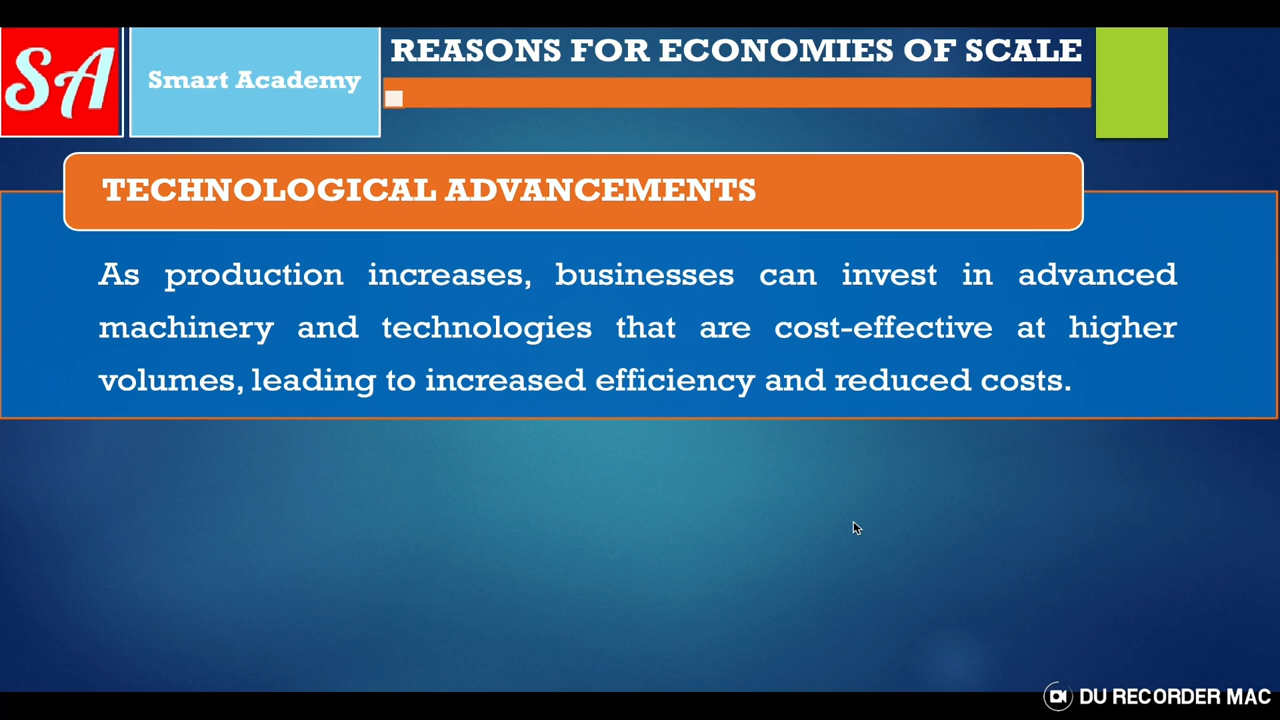 SA
Smart Academy
REASONS FOR ECONOMIES OF SCALE
TECHNOLOGICAL ADVANCEMENTS
As production increases, businesses can invest in advanced
machinery and technologies that are cost-effective at higher
volumes, leading to increased efficiency and reduced costs.
DU RECORDER MAC